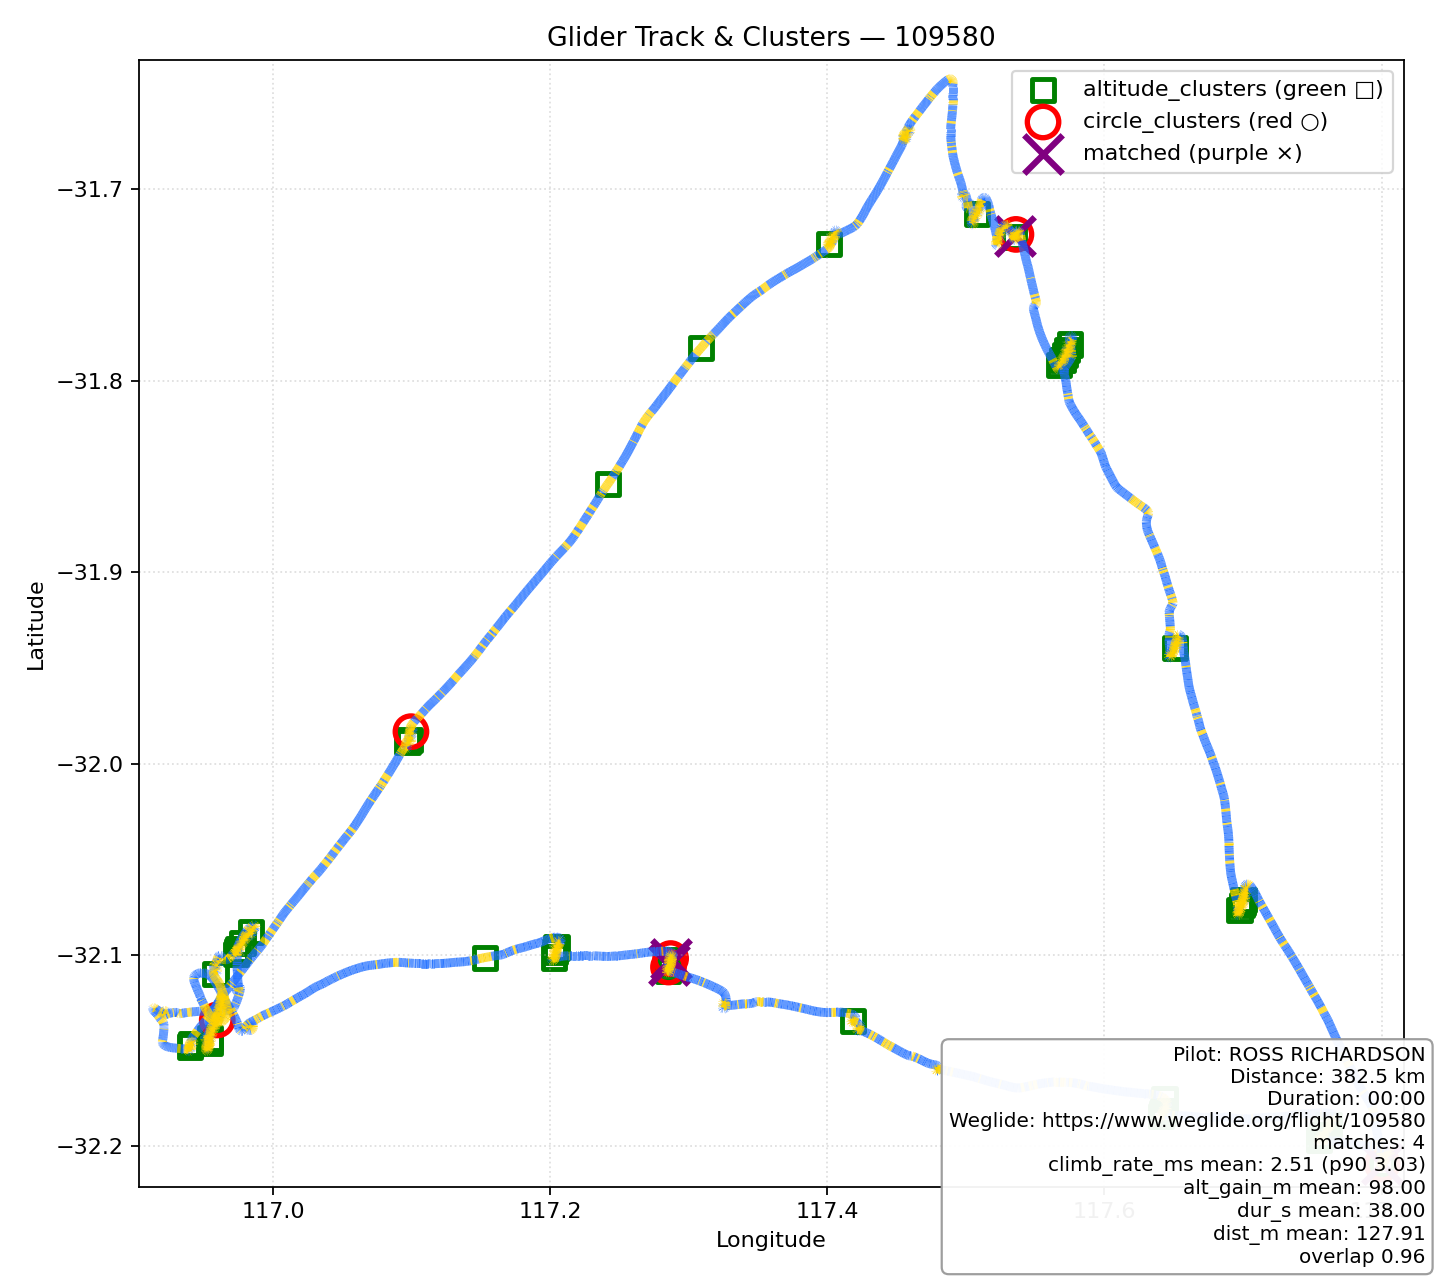 Glider Track & Clusters — 109580
altitude_clusters (green □)
circle_clusters (red ○)
matched (purple ×)
−31.7
−31.8
−31.9
−32.0
−32.1
−32.2
Latitude
117.0
117.2
117.4
117.6
Longitude
Pilot: ROSS RICHARDSON
Distance: 382.5 km
Duration: 00:00
Weglide: https://www.weglide.org/flight/109580
matches: 4
climb_rate_ms mean: 2.51 (p90 3.03)
alt_gain_m mean: 98.00
dur_s mean: 38.00
dist_m mean: 127.91
overlap 0.96